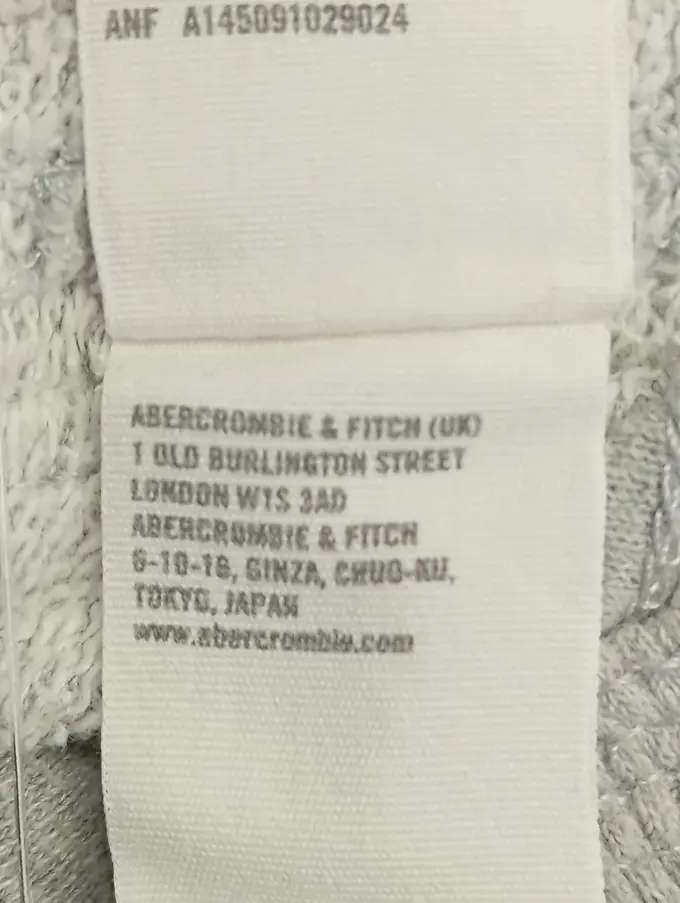 ANF A145091029024
ABERCROMBIE & FITCH (UK)
1 OLD BURLINGTON STREET
LONDON W1S 3AD
ABERCROMBIE & FITCH
6-10-16, GINZA, CHUO-KU,
TOKYO, JAPAN
www.abercrombie.com